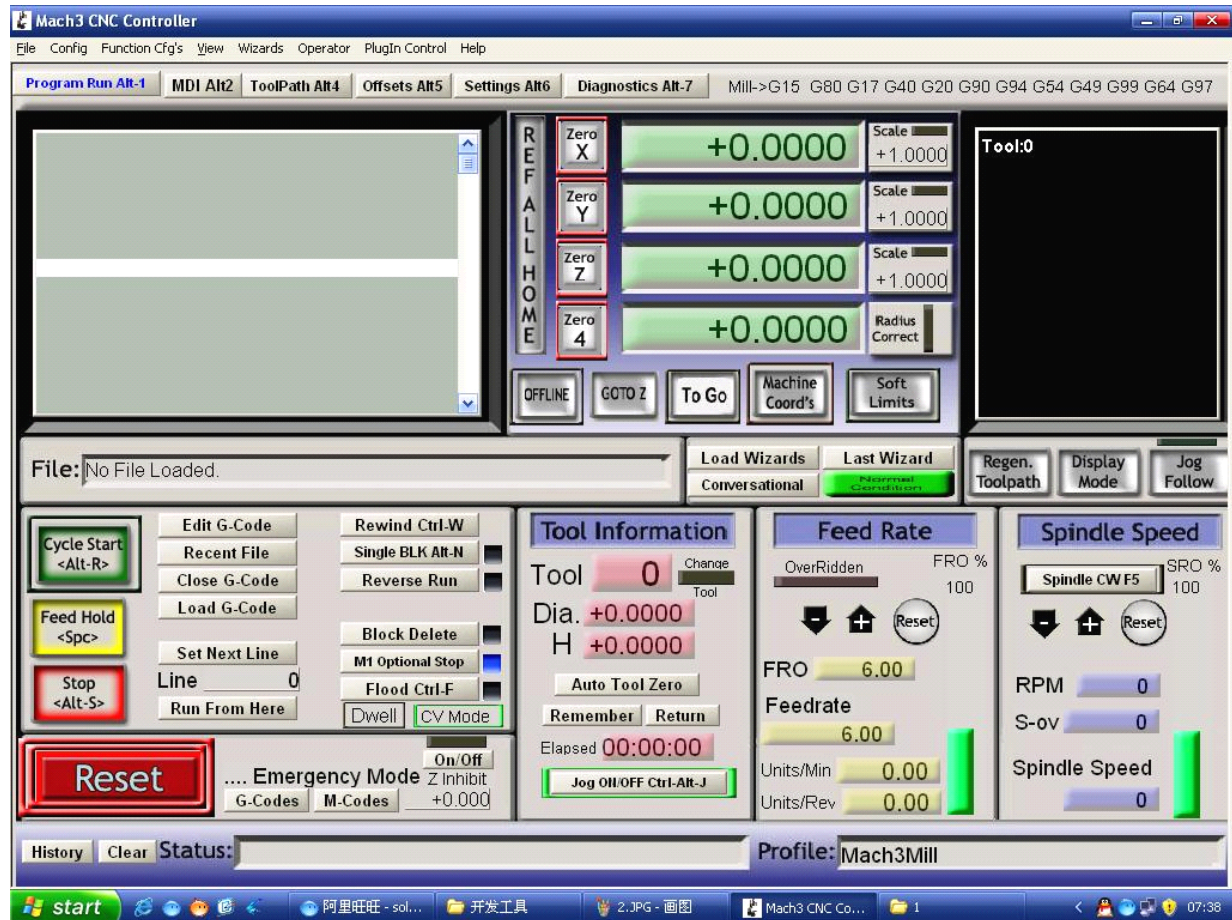 Mach3 CNC Controller
File Config Function Cfg's View Wizards Operator PlugIn Control Help
Program Run Alt-1 MDI Alt2 ToolPath Alt4 Offsets Alt5 Settings Alt6 Diagnostics Alt-7 Mill->G15 G80 G17 G40 G20 G90 G94 G54 G49 G99 G64 G97
REF ALL HOME
Zero X +0.0000 Scale +1.0000
Zero Y +0.0000 Scale +1.0000
Zero Z +0.0000 Scale +1.0000
Zero 4 +0.0000 Radius Correct
OFFLINE GOTO Z To Go Machine Coord's Soft Limits
Tool:0
File: No File Loaded.
Load Wizards Last Wizard
Conversational Normal Condition
Regen. Toolpath Display Mode Jog Follow
Cycle Start <Alt-R>
Feed Hold <Spc>
Stop <Alt-S>
Edit G-Code
Recent File
Close G-Code
Load G-Code
Set Next Line
Line 0
Run From Here
Rewind Ctrl-W
Single BLK Alt-N
Reverse Run
Block Delete
M1 Optional Stop
Flood Ctrl-F
Dwell CV Mode
Reset
.... Emergency Mode
G-Codes M-Codes
On/Off
Z Inhibit
+0.000
Tool Information
Tool 0 Change Tool
Dia. +0.0000
H +0.0000
Auto Tool Zero
Remember Return
Elapsed 00:00:00
Jog ON/OFF Ctrl-Alt-J
Feed Rate
OverRidden FRO %
100
Reset
FRO 6.00
Feedrate
6.00
Units/Min 0.00
Units/Rev 0.00
Spindle Speed
Spindle CW F5 SRO %
100
Reset
RPM 0
S-ov 0
Spindle Speed
0
History Clear Status:
Profile: Mach3Mill
start 阿里旺旺 - sol... 开发工具 2.JPG - 画图 Mach3 CNC Co... 1 07:38